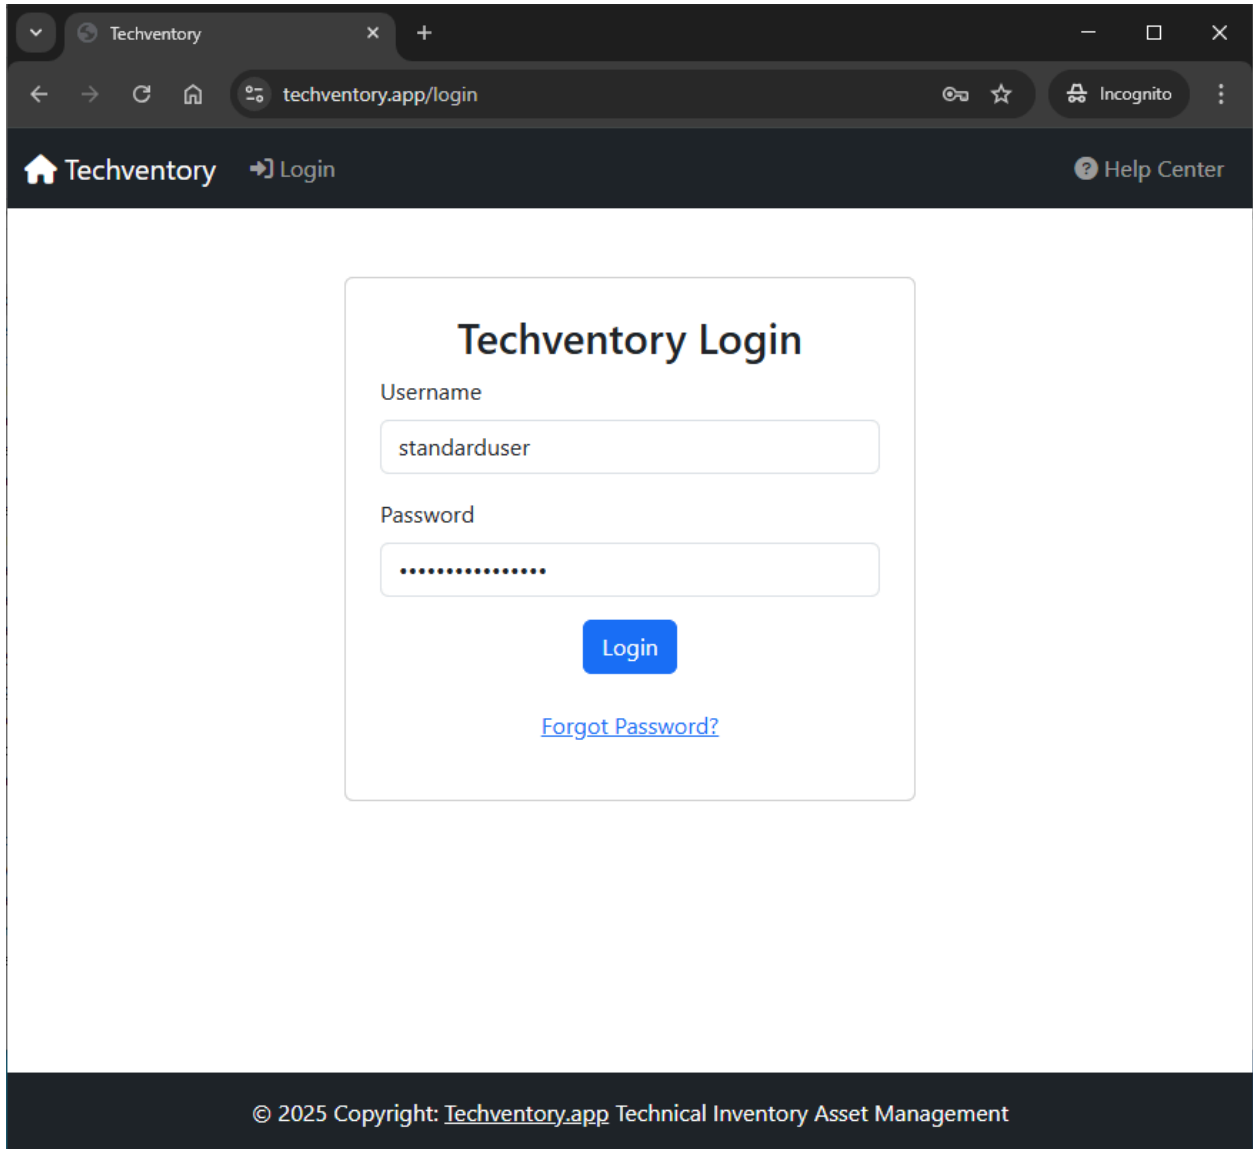 Techventory
techventory.app/login
Incognito
Techventory Login Help Center
Techventory Login
Username
standarduser
Password
••••••••••••••••
Login
Forgot Password?
© 2025 Copyright: Techventory.app Technical Inventory Asset Management